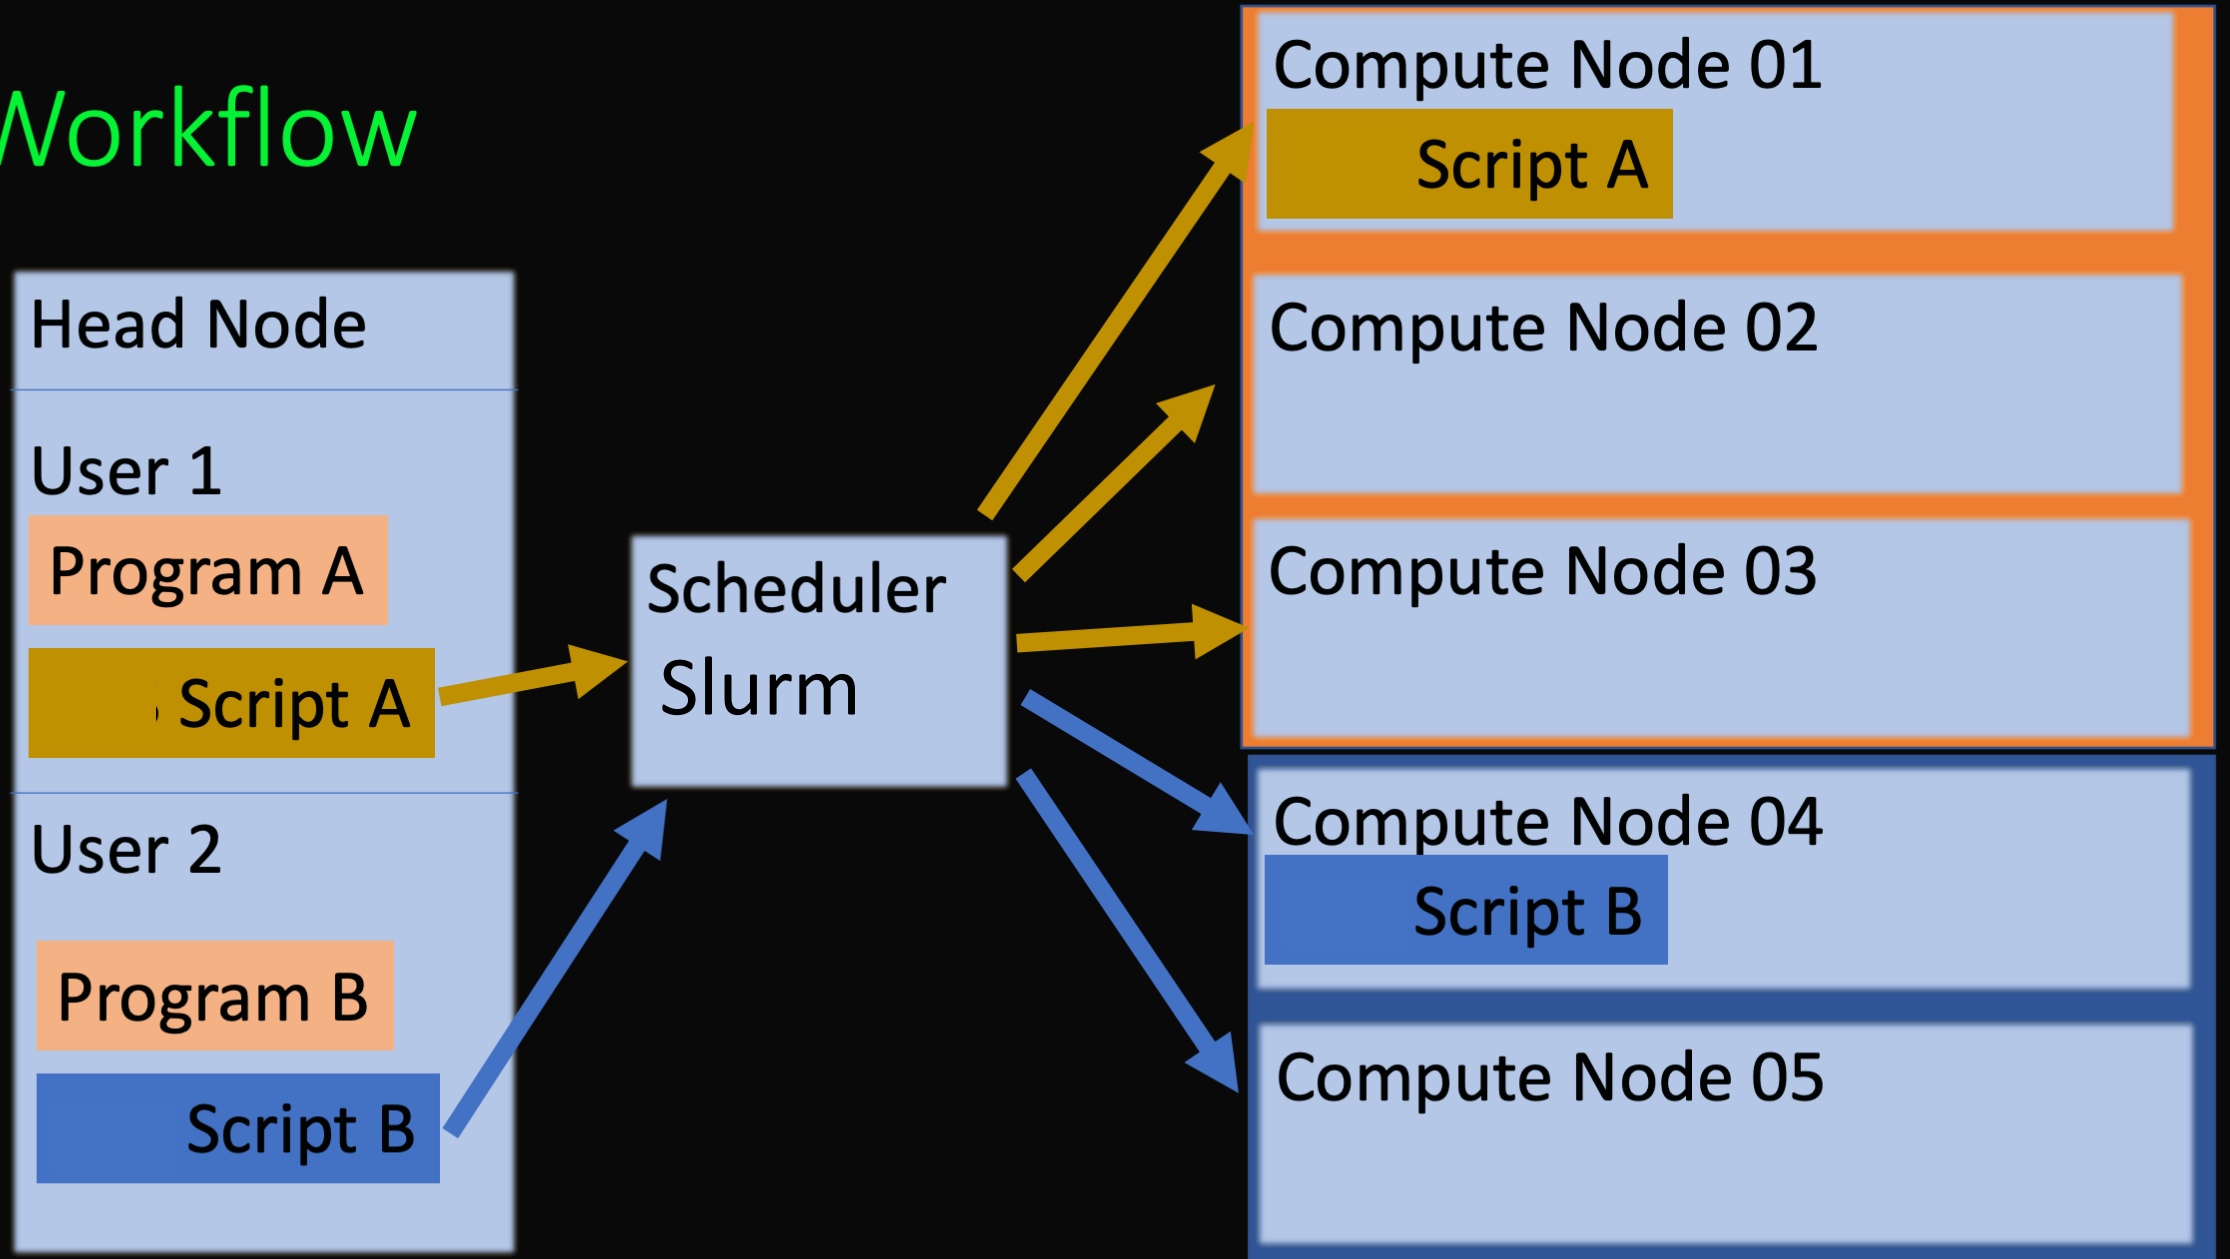 Workflow
Head Node
User 1
Program A
Script A
User 2
Program B
Script B
Scheduler
Slurm
Compute Node 01
Script A
Compute Node 02
Compute Node 03
Compute Node 04
Script B
Compute Node 05